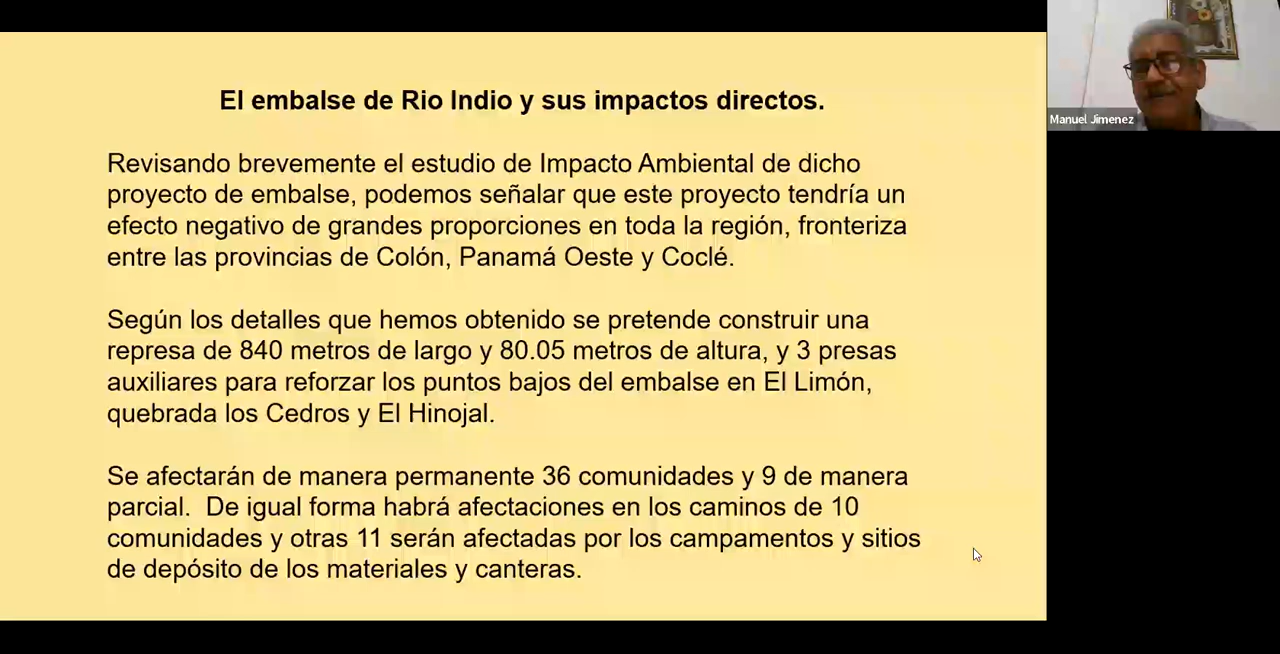 El embalse de Rio Indio y sus impactos directos.
Revisando brevemente el estudio de Impacto Ambiental de dicho
proyecto de embalse, podemos señalar que este proyecto tendría un
efecto negativo de grandes proporciones en toda la región, fronteriza
entre las provincias de Colón, Panamá Oeste y Coclé.
Según los detalles que hemos obtenido se pretende construir una
represa de 840 metros de largo y 80.05 metros de altura, y 3 presas
auxiliares para reforzar los puntos bajos del embalse en El Limón,
quebrada los Cedros y El Hinojal.
Se afectarán de manera permanente 36 comunidades y 9 de manera
parcial.  De igual forma habrá afectaciones en los caminos de 10
comunidades y otras 11 serán afectadas por los campamentos y sitios
de depósito de los materiales y canteras.
Manuel Jimenez